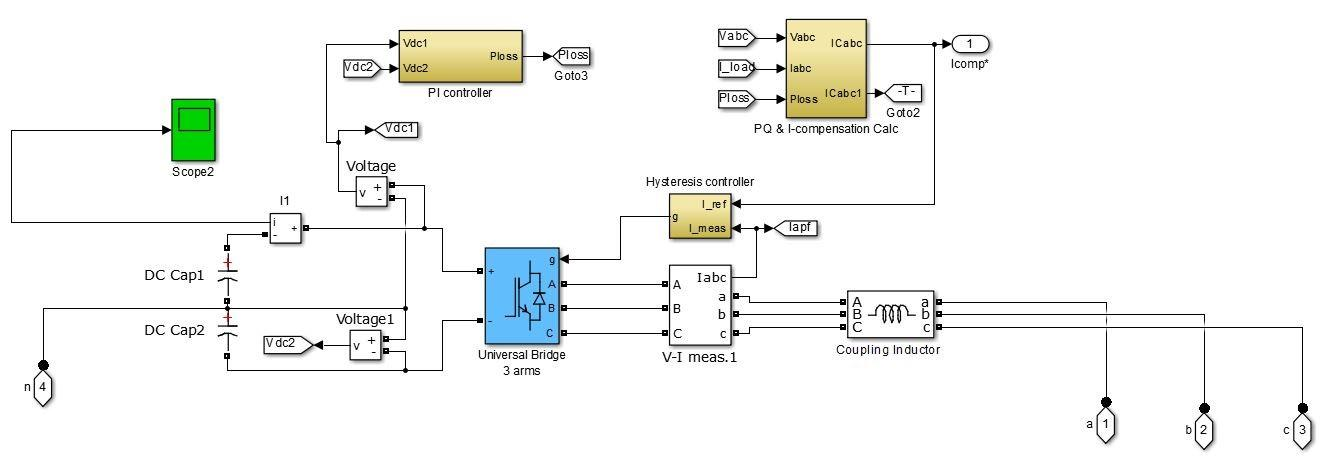 Vdc1
Vdc2
Vdc2
Ploss
PI controller
Ploss
Goto3
Vabc
I_load
Ploss
Vabc
Iabc
Ploss
ICabc
ICabc1
PQ & I-compensation Calc
1
Icomp*
-T-
Goto2
Scope2
Vdc1
Voltage
v
+
-
I1
i
-
+
Hysteresis controller
I_ref
g
I_meas
Iapf
DC Cap1
+
DC Cap2
+
Voltage1
v
+
-
Vdc2
g
+
A
B
-
C
Universal Bridge
3 arms
Iabc
A
a
B
b
C
c
V-I meas.1
A
B
C
a
b
c
Coupling Inductor
n
4
a
1
b
2
c
3